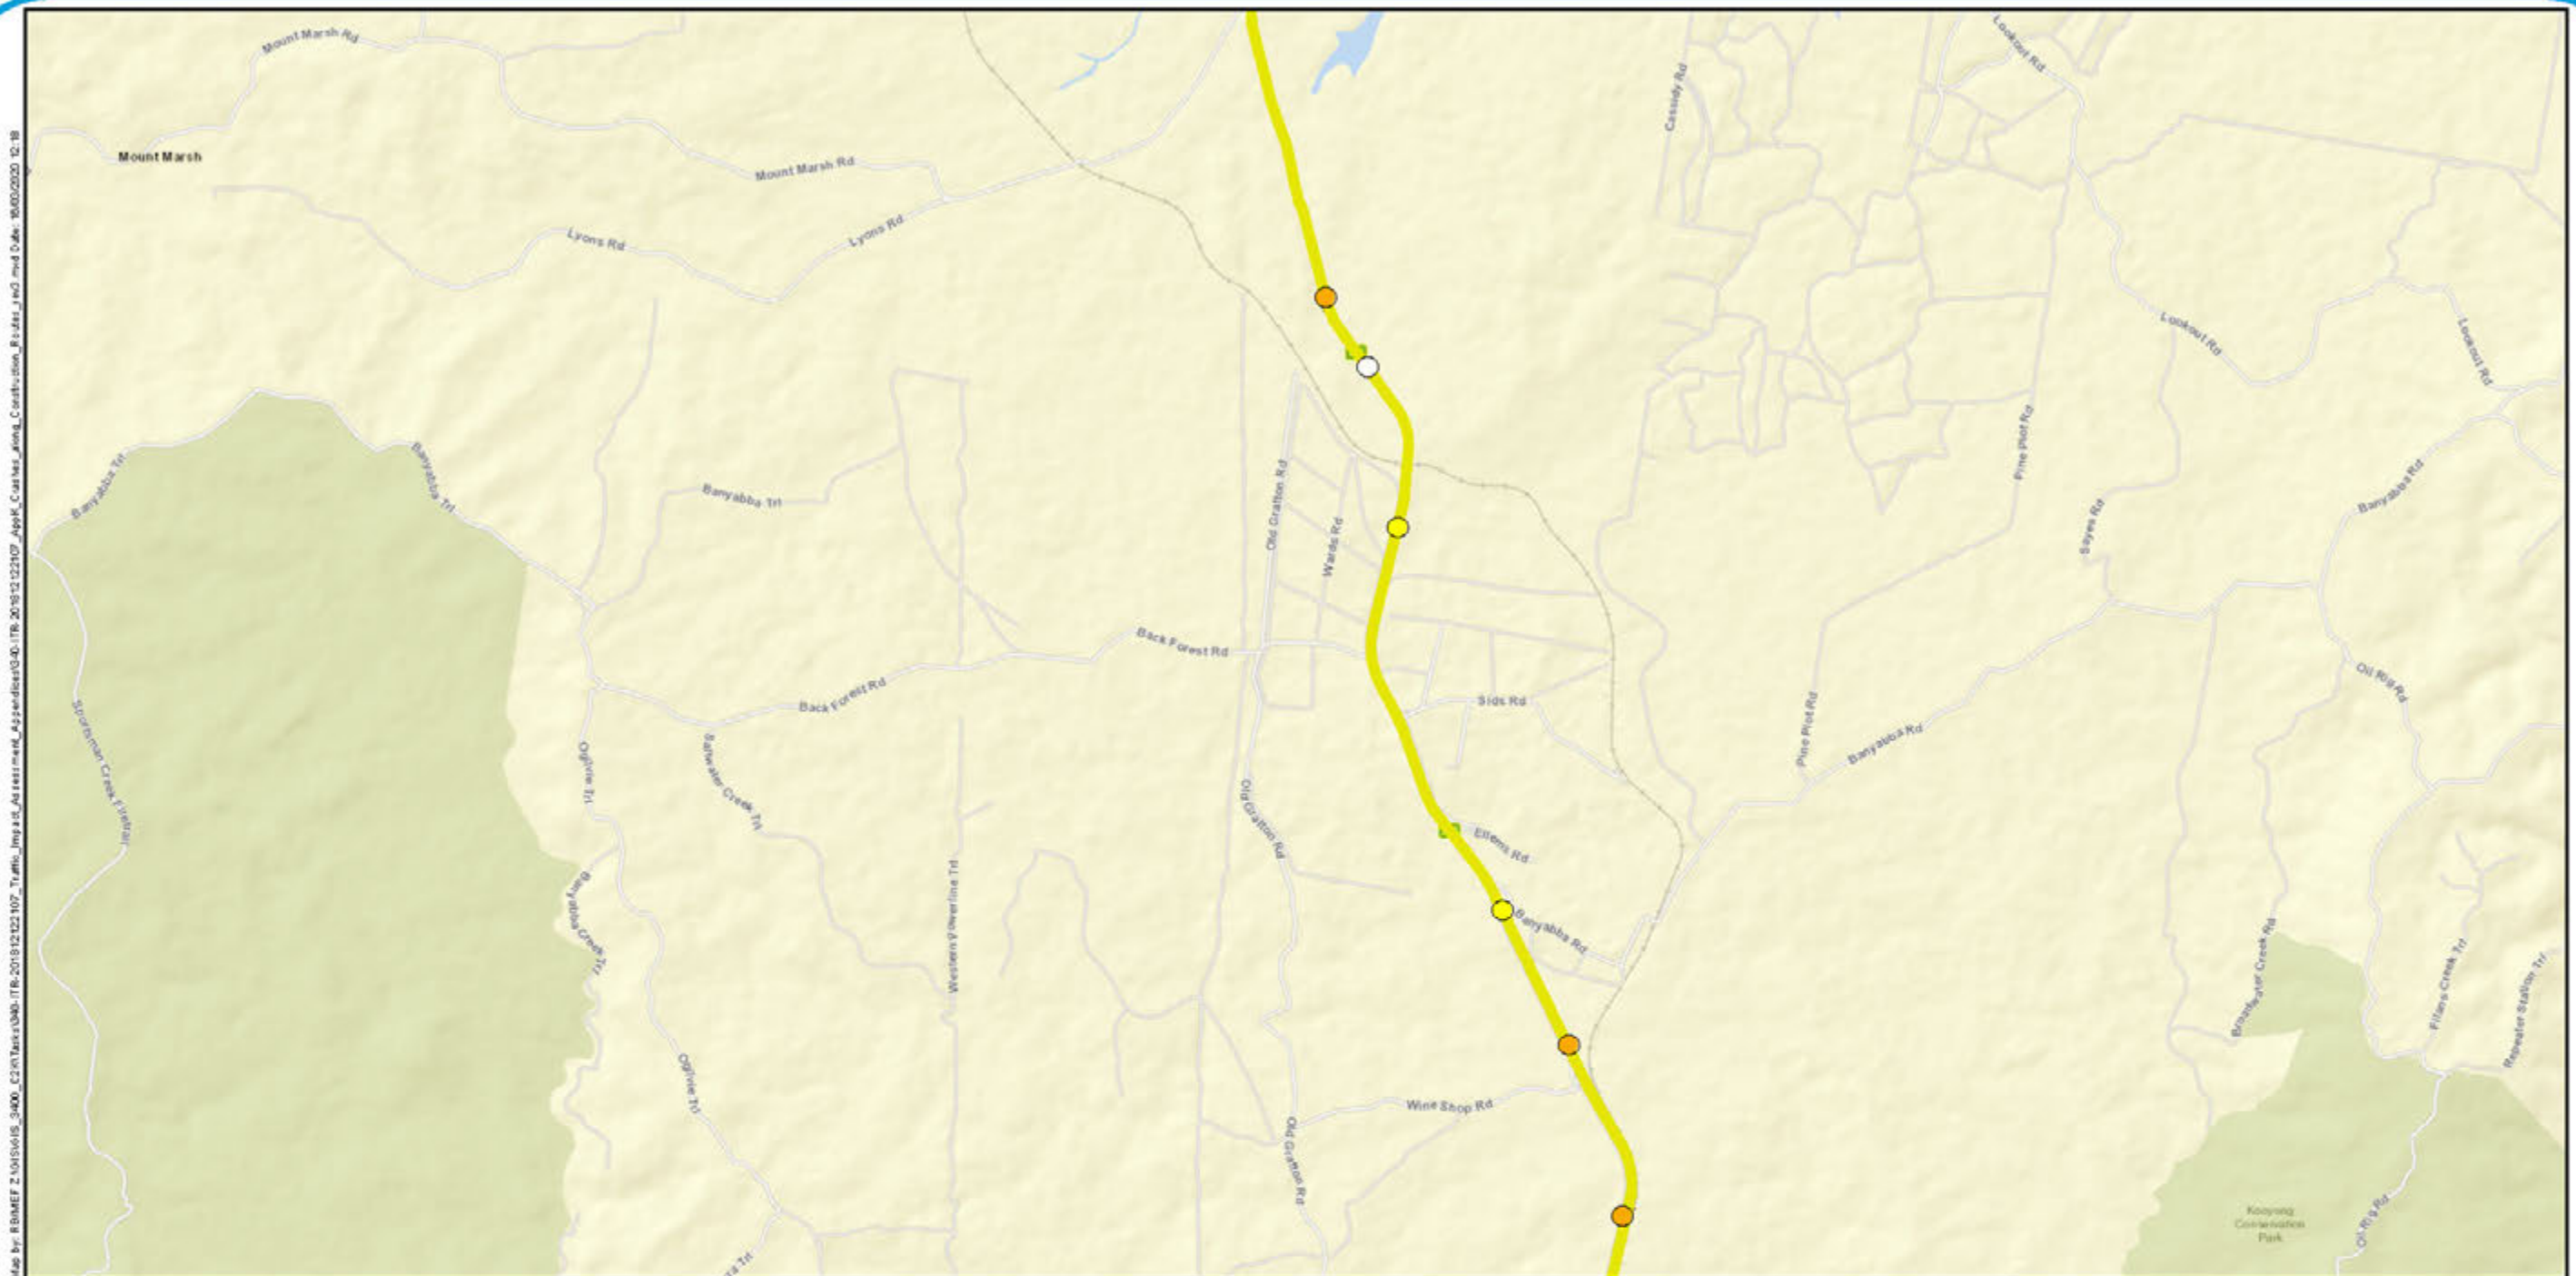 Mount Marsh Rd
Lookout Rd
Cassidy Rd
Mount Marsh
Mount Marsh Rd
Lyons Rd
Lyons Rd
Lookout Rd
Lookout Rd
Pine Plot Rd
Banyabba Trl
Banyabba Trl
Banyabba Trl
Old Grafton Rd
Wards Rd
Sayes Rd
Banyabba Rd
Back Forest Rd
Back Forest Rd
Sids Rd
Oil Rig Rd
Pine Plot Rd
Banyabba Rd
Sportsman Creek Firetrail
Ogilvie Trl
Saltwater Creek Trl
Old Grafton Rd
Ellems Rd
Banyabba Creek Trl
Western Powerline Trl
Banyabba Rd
Broadwater Creek Rd
Fillans Creek Trl
Repeater Station Trl
Ogilvie Trl
Wine Shop Rd
Old Grafton Rd
Oil Rig Rd
Kooyong
Conservation
Park